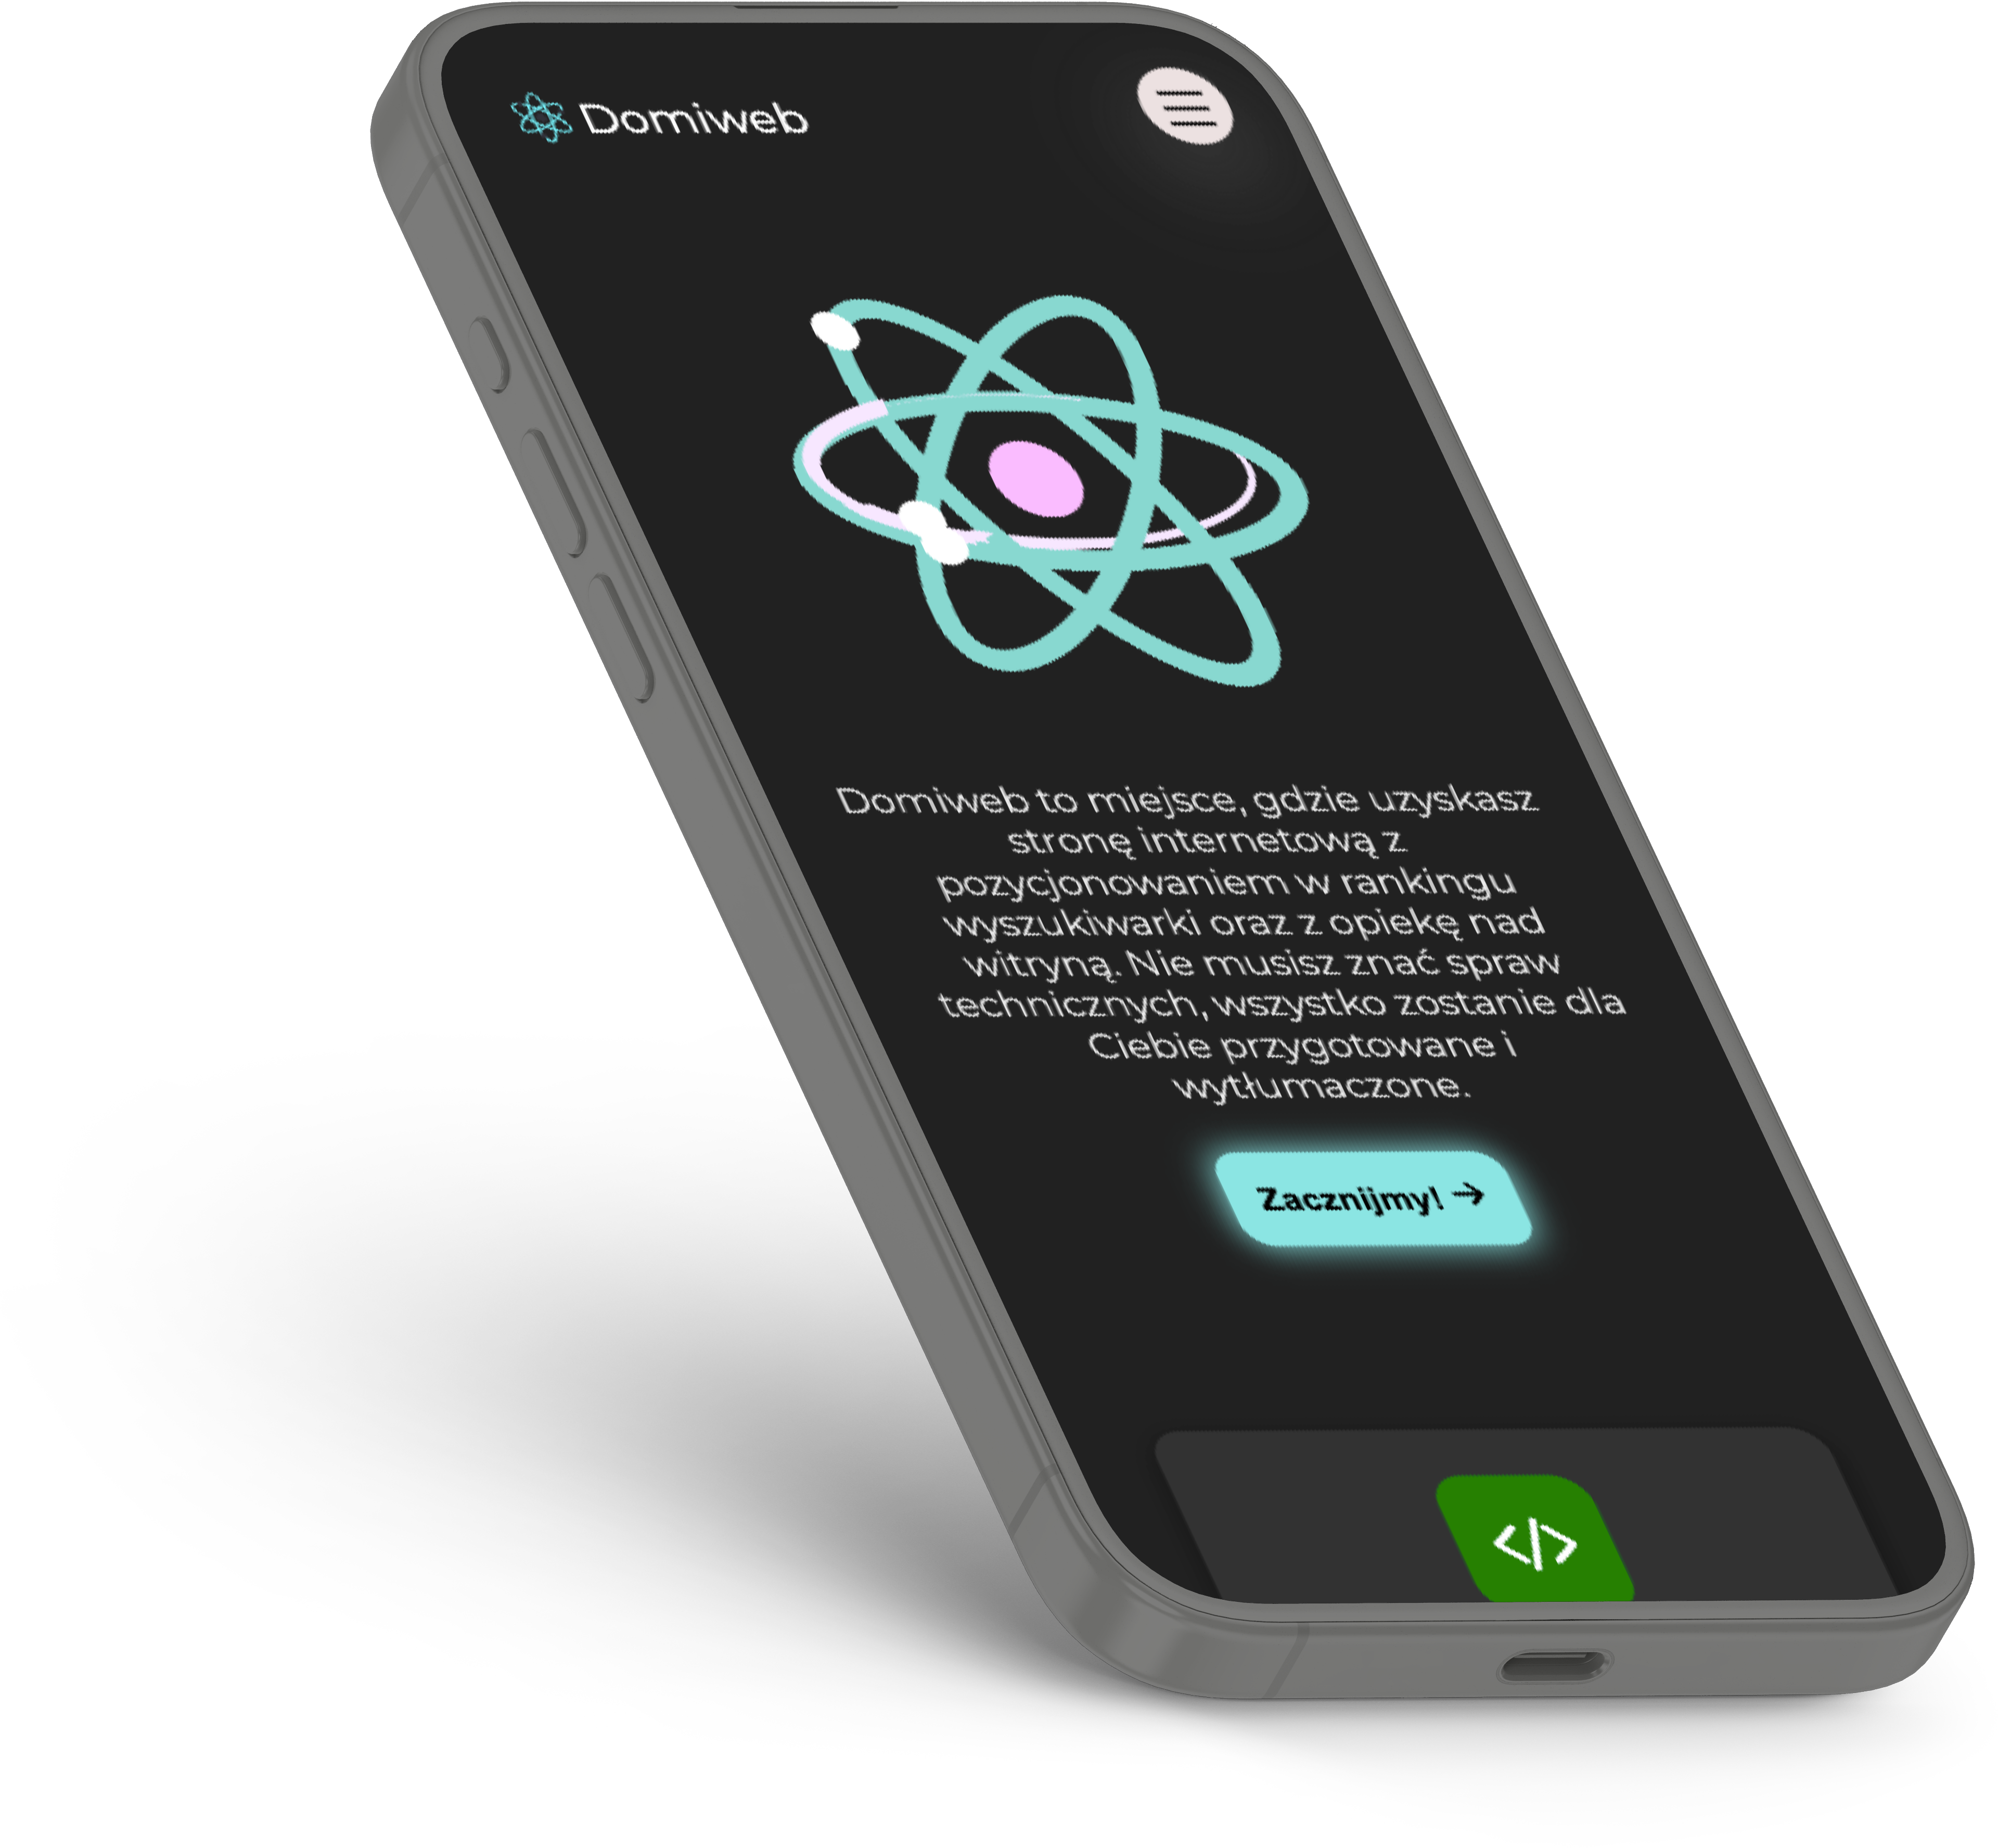 Domiweb
Domiweb to miejsce, gdzie uzyskasz
stronę internetową z
pozycjonowaniem w rankingu
wyszukiwarki oraz z opiekę nad
witryną. Nie musisz znać spraw
technicznych, wszystko zostanie dla
Ciebie przygotowane i
wytłumaczone.
Zacznijmy! →
</>